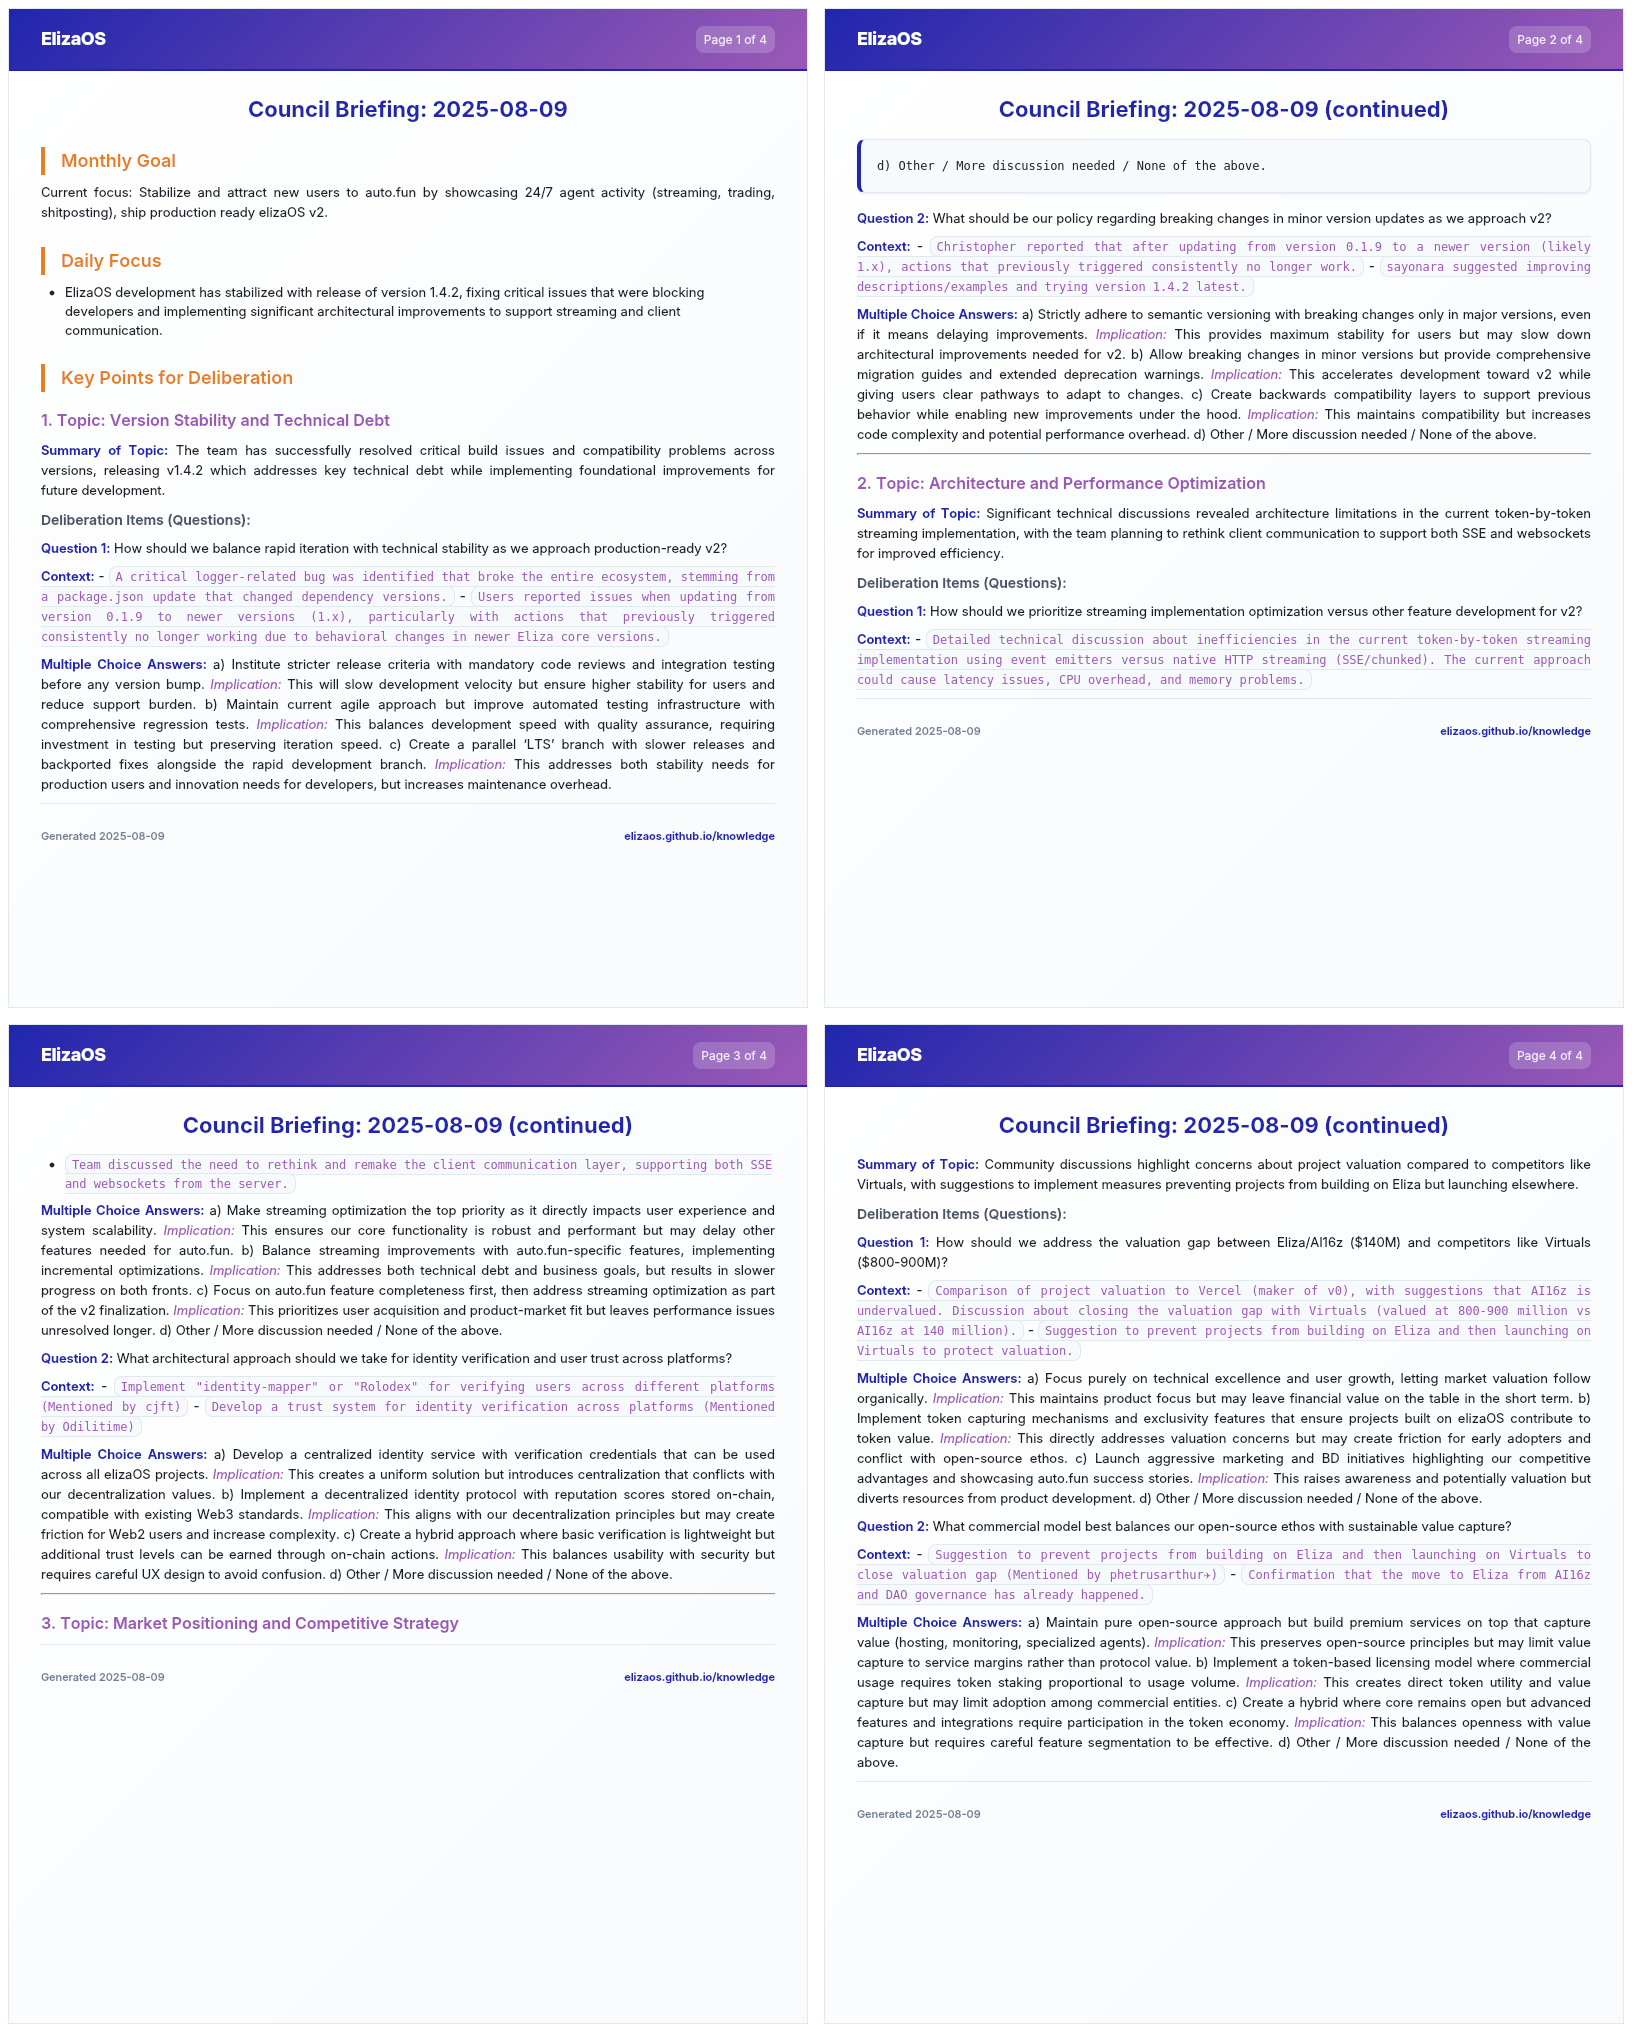 ElizaOS
Page 1 of 4
Council Briefing: 2025-08-09
Monthly Goal
Current focus: Stabilize and attract new users to auto.fun by showcasing 24/7 agent activity (streaming, trading,
shitposting), ship production ready elizaOS v2.
Daily Focus
• ElizaOS development has stabilized with release of version 1.4.2, fixing critical issues that were blocking
developers and implementing significant architectural improvements to support streaming and client
communication.
Key Points for Deliberation
1. Topic: Version Stability and Technical Debt
Summary of Topic: The team has successfully resolved critical build issues and compatibility problems across
versions, releasing v1.4.2 which addresses key technical debt while implementing foundational improvements for
future development.
Deliberation Items (Questions):
Question 1: How should we balance rapid iteration with technical stability as we approach production-ready v2?
Context: - A critical logger-related bug was identified that broke the entire ecosystem, stemming from
a package.json update that changed dependency versions. - Users reported issues when updating from
version 0.1.9 to newer versions (1.x), particularly with actions that previously triggered
consistently no longer working due to behavioral changes in newer Eliza core versions.
Multiple Choice Answers: a) Institute stricter release criteria with mandatory code reviews and integration testing
before any version bump. Implication: This will slow development velocity but ensure higher stability for users and
reduce support burden. b) Maintain current agile approach but improve automated testing infrastructure with
comprehensive regression tests. Implication: This balances development speed with quality assurance, requiring
investment in testing but preserving iteration speed. c) Create a parallel ‘LTS’ branch with slower releases and
backported fixes alongside the rapid development branch. Implication: This addresses both stability needs for
production users and innovation needs for developers, but increases maintenance overhead.
Generated 2025-08-09
elizaos.github.io/knowledge
ElizaOS
Page 2 of 4
Council Briefing: 2025-08-09 (continued)
d) Other / More discussion needed / None of the above.
Question 2: What should be our policy regarding breaking changes in minor version updates as we approach v2?
Context: - Christopher reported that after updating from version 0.1.9 to a newer version (likely
1.x), actions that previously triggered consistently no longer work. - sayonara suggested improving
descriptions/examples and trying version 1.4.2 latest.
Multiple Choice Answers: a) Strictly adhere to semantic versioning with breaking changes only in major versions, even
if it means delaying improvements. Implication: This provides maximum stability for users but may slow down
architectural improvements needed for v2. b) Allow breaking changes in minor versions but provide comprehensive
migration guides and extended deprecation warnings. Implication: This accelerates development toward v2 while
giving users clear pathways to adapt to changes. c) Create backwards compatibility layers to support previous
behavior while enabling new improvements under the hood. Implication: This maintains compatibility but increases
code complexity and potential performance overhead. d) Other / More discussion needed / None of the above.
2. Topic: Architecture and Performance Optimization
Summary of Topic: Significant technical discussions revealed architecture limitations in the current token-by-token
streaming implementation, with the team planning to rethink client communication to support both SSE and websockets
for improved efficiency.
Deliberation Items (Questions):
Question 1: How should we prioritize streaming implementation optimization versus other feature development for v2?
Context: - Detailed technical discussion about inefficiencies in the current token-by-token streaming
implementation using event emitters versus native HTTP streaming (SSE/chunked). The current approach
could cause latency issues, CPU overhead, and memory problems.
Generated 2025-08-09
elizaos.github.io/knowledge
ElizaOS
Page 3 of 4
Council Briefing: 2025-08-09 (continued)
• Team discussed the need to rethink and remake the client communication layer, supporting both SSE
and websockets from the server.
Multiple Choice Answers: a) Make streaming optimization the top priority as it directly impacts user experience and
system scalability. Implication: This ensures our core functionality is robust and performant but may delay other
features needed for auto.fun. b) Balance streaming improvements with auto.fun-specific features, implementing
incremental optimizations. Implication: This addresses both technical debt and business goals, but results in slower
progress on both fronts. c) Focus on auto.fun feature completeness first, then address streaming optimization as part
of the v2 finalization. Implication: This prioritizes user acquisition and product-market fit but leaves performance issues
unresolved longer. d) Other / More discussion needed / None of the above.
Question 2: What architectural approach should we take for identity verification and user trust across platforms?
Context: - Implement "identity-mapper" or "Rolodex" for verifying users across different platforms
(Mentioned by cjft) - Develop a trust system for identity verification across platforms (Mentioned
by Odilitime)
Multiple Choice Answers: a) Develop a centralized identity service with verification credentials that can be used
across all elizaOS projects. Implication: This creates a uniform solution but introduces centralization that conflicts with
our decentralization values. b) Implement a decentralized identity protocol with reputation scores stored on-chain,
compatible with existing Web3 standards. Implication: This aligns with our decentralization principles but may create
friction for Web2 users and increase complexity. c) Create a hybrid approach where basic verification is lightweight but
additional trust levels can be earned through on-chain actions. Implication: This balances usability with security but
requires careful UX design to avoid confusion. d) Other / More discussion needed / None of the above.
3. Topic: Market Positioning and Competitive Strategy
Generated 2025-08-09
elizaos.github.io/knowledge
ElizaOS
Page 4 of 4
Council Briefing: 2025-08-09 (continued)
Summary of Topic: Community discussions highlight concerns about project valuation compared to competitors like
Virtuals, with suggestions to implement measures preventing projects from building on Eliza but launching elsewhere.
Deliberation Items (Questions):
Question 1: How should we address the valuation gap between Eliza/AI16z ($140M) and competitors like Virtuals
($800-900M)?
Context: - Comparison of project valuation to Vercel (maker of v0), with suggestions that AI16z is
undervalued. Discussion about closing the valuation gap with Virtuals (valued at 800-900 million vs
AI16z at 140 million). - Suggestion to prevent projects from building on Eliza and then launching on
Virtuals to protect valuation.
Multiple Choice Answers: a) Focus purely on technical excellence and user growth, letting market valuation follow
organically. Implication: This maintains product focus but may leave financial value on the table in the short term. b)
Implement token capturing mechanisms and exclusivity features that ensure projects built on elizaOS contribute to
token value. Implication: This directly addresses valuation concerns but may create friction for early adopters and
conflict with open-source ethos. c) Launch aggressive marketing and BD initiatives highlighting our competitive
advantages and showcasing auto.fun success stories. Implication: This raises awareness and potentially valuation but
diverts resources from product development. d) Other / More discussion needed / None of the above.
Question 2: What commercial model best balances our open-source ethos with sustainable value capture?
Context: - Suggestion to prevent projects from building on Eliza and then launching on Virtuals to
close valuation gap (Mentioned by phetrusarthur✈) - Confirmation that the move to Eliza from AI16z
and DAO governance has already happened.
Multiple Choice Answers: a) Maintain pure open-source approach but build premium services on top that capture
value (hosting, monitoring, specialized agents). Implication: This preserves open-source principles but may limit value
capture to service margins rather than protocol value. b) Implement a token-based licensing model where commercial
usage requires token staking proportional to usage volume. Implication: This creates direct token utility and value
capture but may limit adoption among commercial entities. c) Create a hybrid where core remains open but advanced
features and integrations require participation in the token economy. Implication: This balances openness with value
capture but requires careful feature segmentation to be effective. d) Other / More discussion needed / None of the
above.
Generated 2025-08-09
elizaos.github.io/knowledge